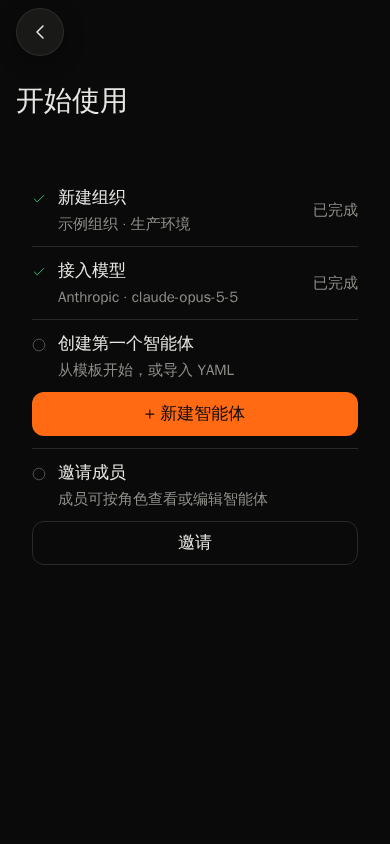 开始使用
新建组织
示例组织 · 生产环境
已完成
接入模型
Anthropic · claude-opus-5-5
已完成
创建第一个智能体
从模板开始，或导入 YAML
+ 新建智能体
邀请成员
成员可按角色查看或编辑智能体
邀请